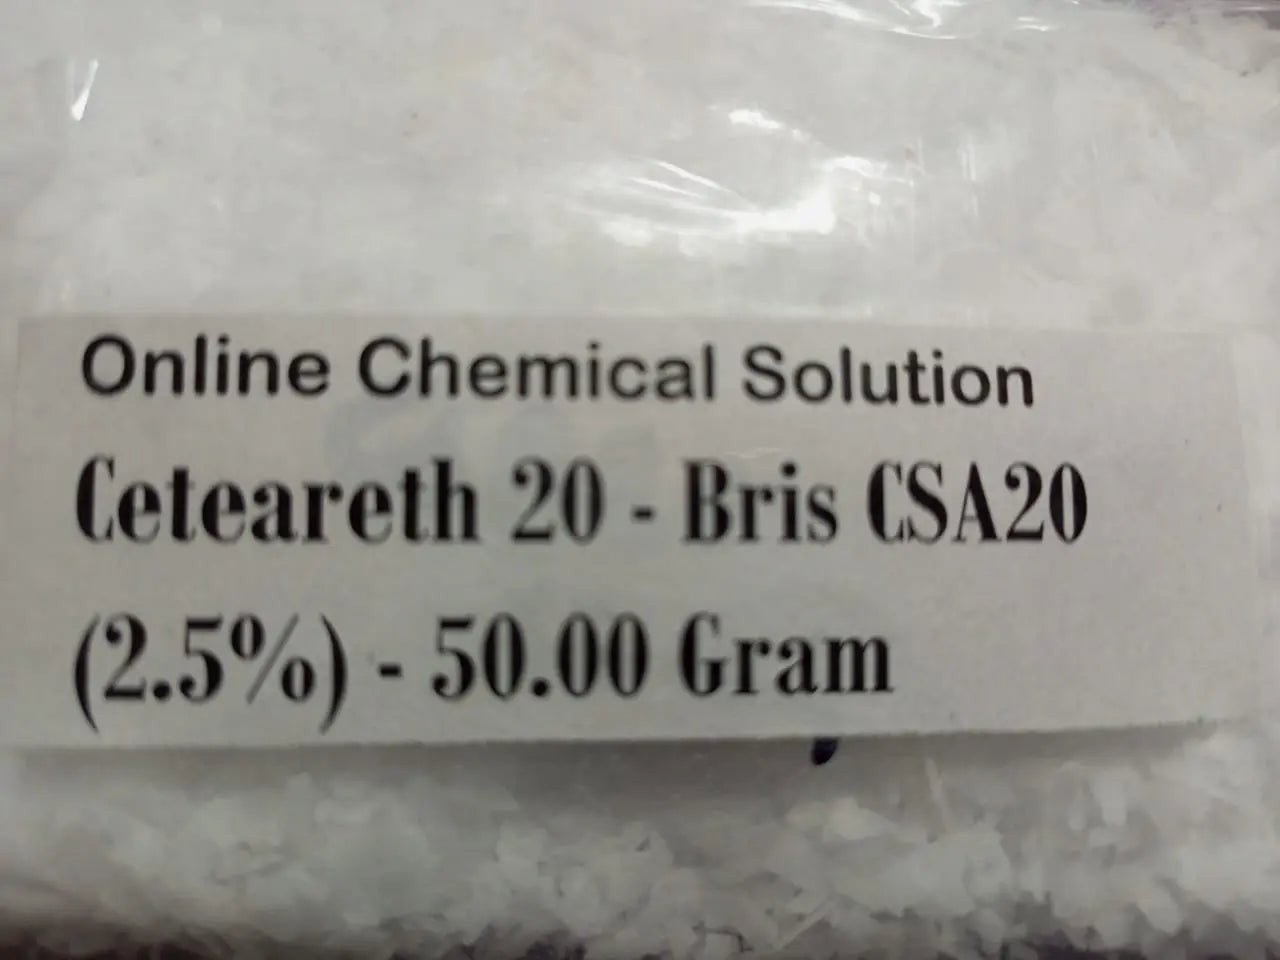 Online Chemical Solution
Ceteareth 20 - Bris CSA20
(2.5%) - 50.00 Gram